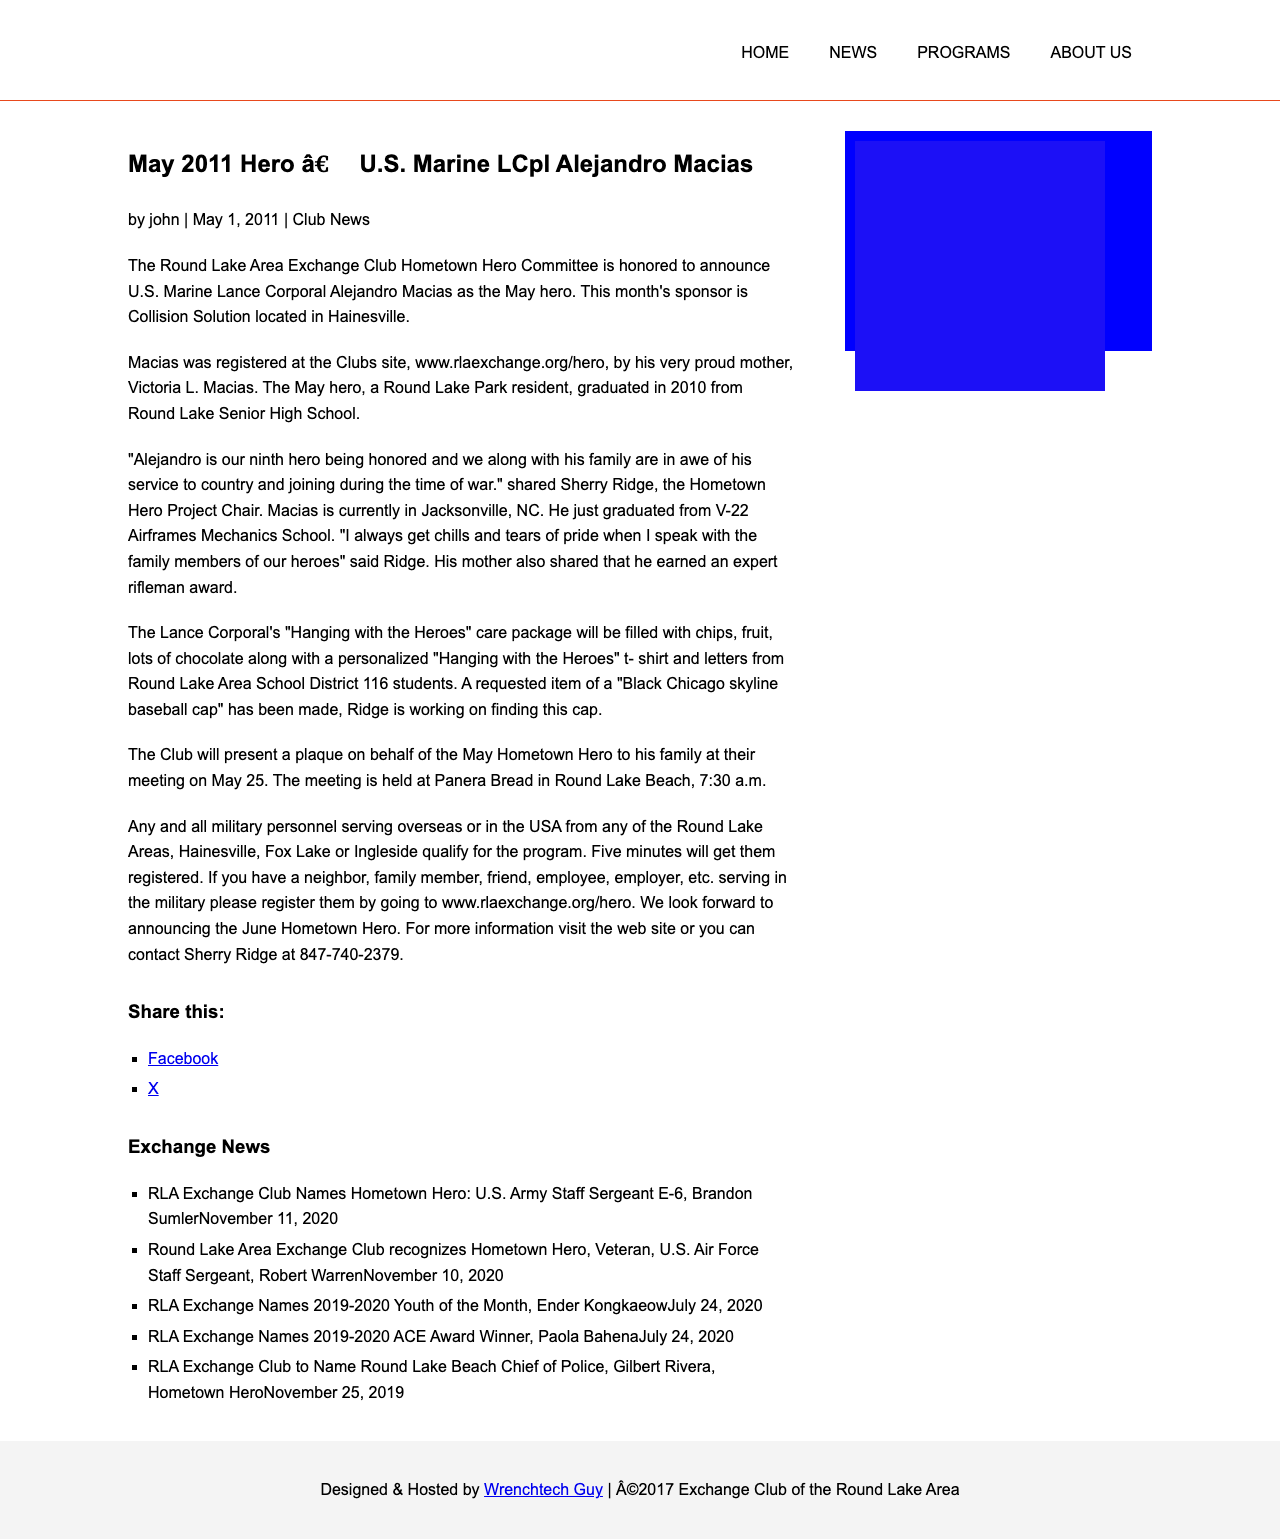 HOME NEWS PROGRAMS ABOUT US
May 2011 Hero â€ U.S. Marine LCpl Alejandro Macias
by john | May 1, 2011 | Club News
The Round Lake Area Exchange Club Hometown Hero Committee is honored to announce
U.S. Marine Lance Corporal Alejandro Macias as the May hero. This month's sponsor is
Collision Solution located in Hainesville.
Macias was registered at the Clubs site, www.rlaexchange.org/hero, by his very proud mother,
Victoria L. Macias. The May hero, a Round Lake Park resident, graduated in 2010 from
Round Lake Senior High School.
"Alejandro is our ninth hero being honored and we along with his family are in awe of his
service to country and joining during the time of war." shared Sherry Ridge, the Hometown
Hero Project Chair. Macias is currently in Jacksonville, NC. He just graduated from V-22
Airframes Mechanics School. "I always get chills and tears of pride when I speak with the
family members of our heroes" said Ridge. His mother also shared that he earned an expert
rifleman award.
The Lance Corporal's "Hanging with the Heroes" care package will be filled with chips, fruit,
lots of chocolate along with a personalized "Hanging with the Heroes" t- shirt and letters from
Round Lake Area School District 116 students. A requested item of a "Black Chicago skyline
baseball cap" has been made, Ridge is working on finding this cap.
The Club will present a plaque on behalf of the May Hometown Hero to his family at their
meeting on May 25. The meeting is held at Panera Bread in Round Lake Beach, 7:30 a.m.
Any and all military personnel serving overseas or in the USA from any of the Round Lake
Areas, Hainesville, Fox Lake or Ingleside qualify for the program. Five minutes will get them
registered. If you have a neighbor, family member, friend, employee, employer, etc. serving in
the military please register them by going to www.rlaexchange.org/hero. We look forward to
announcing the June Hometown Hero. For more information visit the web site or you can
contact Sherry Ridge at 847-740-2379.
Share this:
Facebook
X
Exchange News
RLA Exchange Club Names Hometown Hero: U.S. Army Staff Sergeant E-6, Brandon
SumlerNovember 11, 2020
Round Lake Area Exchange Club recognizes Hometown Hero, Veteran, U.S. Air Force
Staff Sergeant, Robert WarrenNovember 10, 2020
RLA Exchange Names 2019-2020 Youth of the Month, Ender KongkaeowJuly 24, 2020
RLA Exchange Names 2019-2020 ACE Award Winner, Paola BahenaJuly 24, 2020
RLA Exchange Club to Name Round Lake Beach Chief of Police, Gilbert Rivera,
Hometown HeroNovember 25, 2019
Designed & Hosted by Wrenchtech Guy | Â©2017 Exchange Club of the Round Lake Area